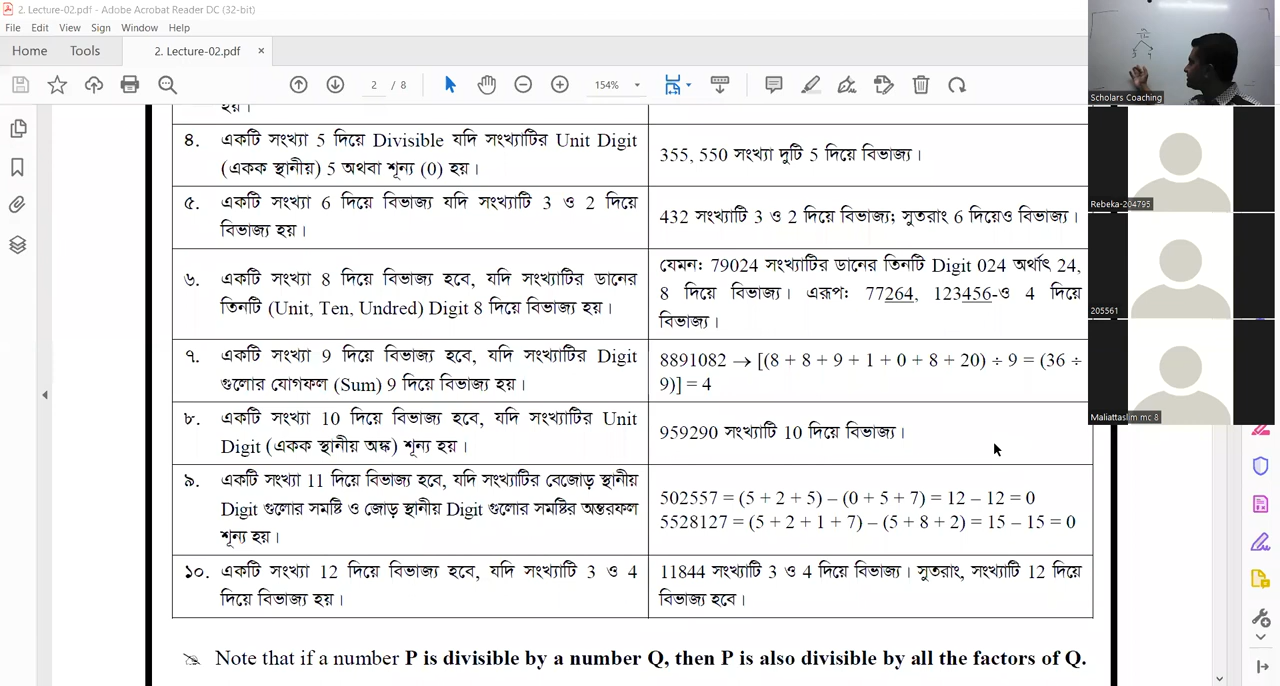 2. Lecture-02.pdf - Adobe Acrobat Reader DC (32-bit)
File Edit View Sign Window Help
Home Tools 2. Lecture-02.pdf ×
2 / 8 154%
হয়।
৪. একটি সংখ্যা 5 দিয়ে Divisible যদি সংখ্যাটির Unit Digit
(একক স্থানীয়) 5 অথবা শূন্য (0) হয়।
355, 550 সংখ্যা দুটি 5 দিয়ে বিভাজ্য।
৫. একটি সংখ্যা 6 দিয়ে বিভাজ্য যদি সংখ্যাটি 3 ও 2 দিয়ে
বিভাজ্য হয়।
432 সংখ্যাটি 3 ও 2 দিয়ে বিভাজ্য; সুতরাং 6 দিয়েও বিভাজ্য।
৬. একটি সংখ্যা 8 দিয়ে বিভাজ্য হবে, যদি সংখ্যাটির ডানের
তিনটি (Unit, Ten, Undred) Digit 8 দিয়ে বিভাজ্য হয়।
যেমন: 79024 সংখ্যাটির ডানের তিনটি Digit 024 অর্থাৎ 24,
8 দিয়ে বিভাজ্য। এরূপ: 77264, 123456-ও 4 দিয়ে
বিভাজ্য।
৭. একটি সংখ্যা 9 দিয়ে বিভাজ্য হবে, যদি সংখ্যাটির Digit
গুলোর যোগফল (Sum) 9 দিয়ে বিভাজ্য হয়।
8891082 → [(8 + 8 + 9 + 1 + 0 + 8 + 20) ÷ 9 = (36 ÷
9)] = 4
৮. একটি সংখ্যা 10 দিয়ে বিভাজ্য হবে, যদি সংখ্যাটির Unit
Digit (একক স্থানীয় অঙ্ক) শূন্য হয়।
959290 সংখ্যাটি 10 দিয়ে বিভাজ্য।
৯. একটি সংখ্যা 11 দিয়ে বিভাজ্য হবে, যদি সংখ্যাটির বেজোড় স্থানীয়
Digit গুলোর সমষ্টি ও জোড় স্থানীয় Digit গুলোর সমষ্টির অন্তরফল
শূন্য হয়।
502557 = (5 + 2 + 5) – (0 + 5 + 7) = 12 – 12 = 0
5528127 = (5 + 2 + 1 + 7) – (5 + 8 + 2) = 15 – 15 = 0
১০. একটি সংখ্যা 12 দিয়ে বিভাজ্য হবে, যদি সংখ্যাটি 3 ও 4
দিয়ে বিভাজ্য হয়।
11844 সংখ্যাটি 3 ও 4 দিয়ে বিভাজ্য। সুতরাং, সংখ্যাটি 12 দিয়ে
বিভাজ্য হবে।
Note that if a number P is divisible by a number Q, then P is also divisible by all the factors of Q.
Scholars Coaching
Rebeka-204795
205561
Maliattaslim mc 8